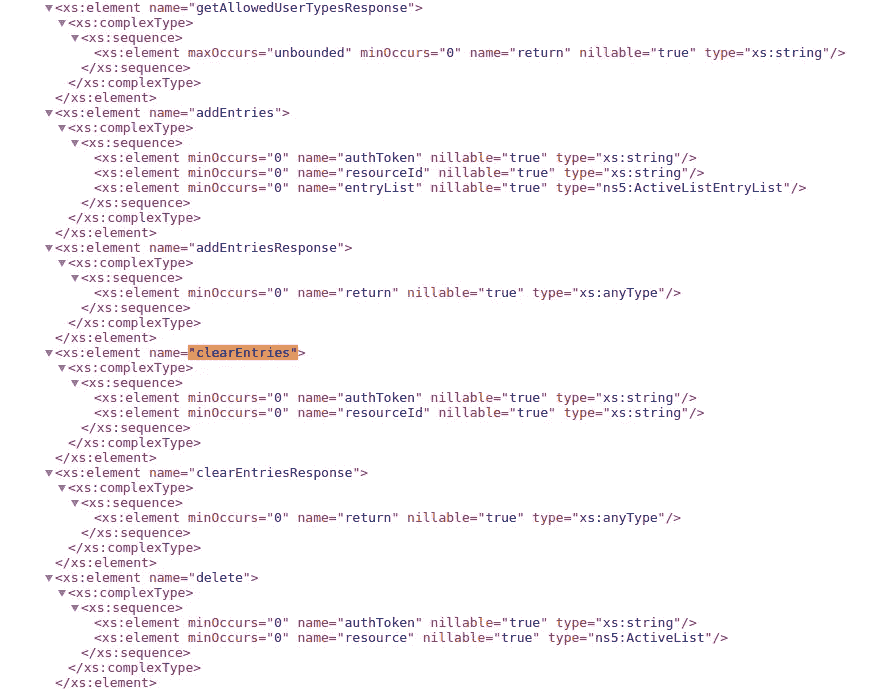 ▼<xs:element name="getAllowedUserTypesResponse">
▼<xs:complexType>
▼<xs:sequence>
<xs:element maxOccurs="unbounded" minOccurs="0" name="return" nillable="true" type="xs:string"/>
</xs:sequence>
</xs:complexType>
</xs:element>
▼<xs:element name="addEntries">
▼<xs:complexType>
▼<xs:sequence>
<xs:element minOccurs="0" name="authToken" nillable="true" type="xs:string"/>
<xs:element minOccurs="0" name="resourceId" nillable="true" type="xs:string"/>
<xs:element minOccurs="0" name="entryList" nillable="true" type="ns5:ActiveListEntryList"/>
</xs:sequence>
</xs:complexType>
</xs:element>
▼<xs:element name="addEntriesResponse">
▼<xs:complexType>
▼<xs:sequence>
<xs:element minOccurs="0" name="return" nillable="true" type="xs:anyType"/>
</xs:sequence>
</xs:complexType>
</xs:element>
▼<xs:element name="clearEntries">
▼<xs:complexType>
▼<xs:sequence>
<xs:element minOccurs="0" name="authToken" nillable="true" type="xs:string"/>
<xs:element minOccurs="0" name="resourceId" nillable="true" type="xs:string"/>
</xs:sequence>
</xs:complexType>
</xs:element>
▼<xs:element name="clearEntriesResponse">
▼<xs:complexType>
▼<xs:sequence>
<xs:element minOccurs="0" name="return" nillable="true" type="xs:anyType"/>
</xs:sequence>
</xs:complexType>
</xs:element>
▼<xs:element name="delete">
▼<xs:complexType>
▼<xs:sequence>
<xs:element minOccurs="0" name="authToken" nillable="true" type="xs:string"/>
<xs:element minOccurs="0" name="resource" nillable="true" type="ns5:ActiveList"/>
</xs:sequence>
</xs:complexType>
</xs:element>